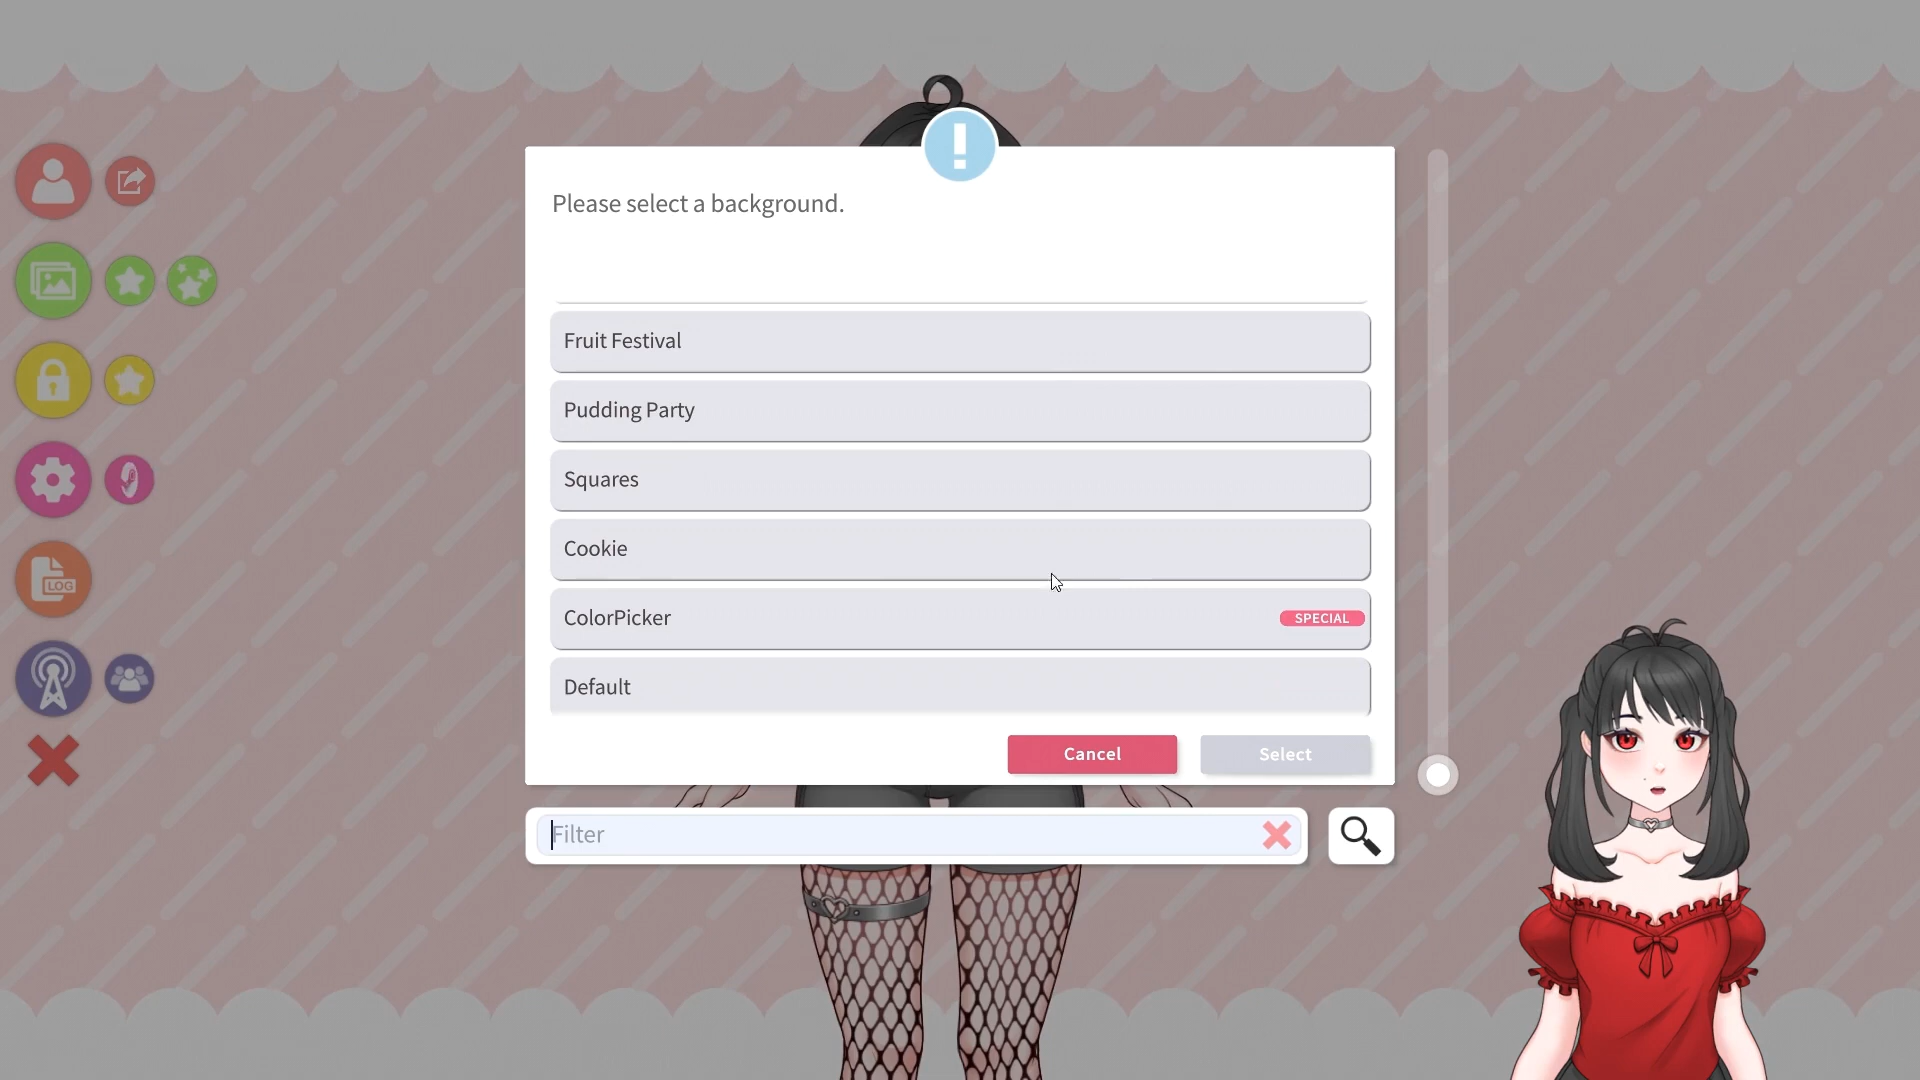 Please select a background.
Fruit Festival
Pudding Party
Squares
Cookie
ColorPicker
SPECIAL
Default
Cancel
Select
Filter
LOG